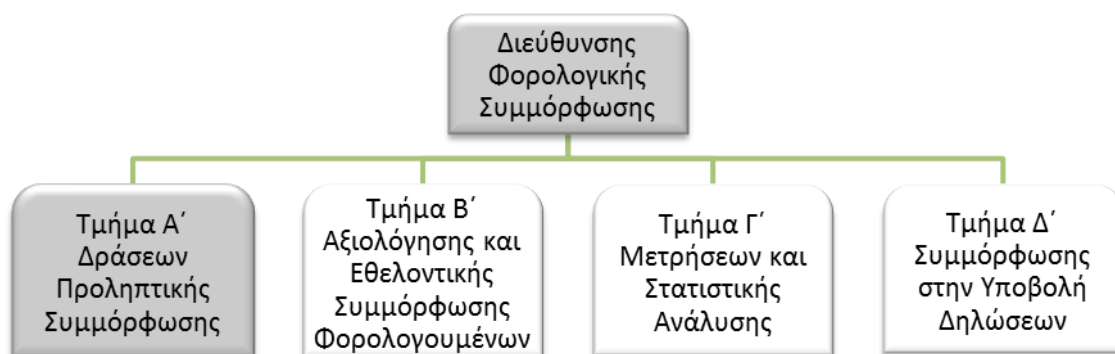 Διεύθυνσης
Φορολογικής
Συμμόρφωσης
Τμήμα Α΄
Δράσεων
Προληπτικής
Συμμόρφωσης
Τμήμα Β΄
Αξιολόγησης και
Εθελοντικής
Συμμόρφωσης
Φορολογουμένων
Τμήμα Γ΄
Μετρήσεων και
Στατιστικής
Ανάλυσης
Τμήμα Δ΄
Συμμόρφωσης
στην Υποβολή
Δηλώσεων